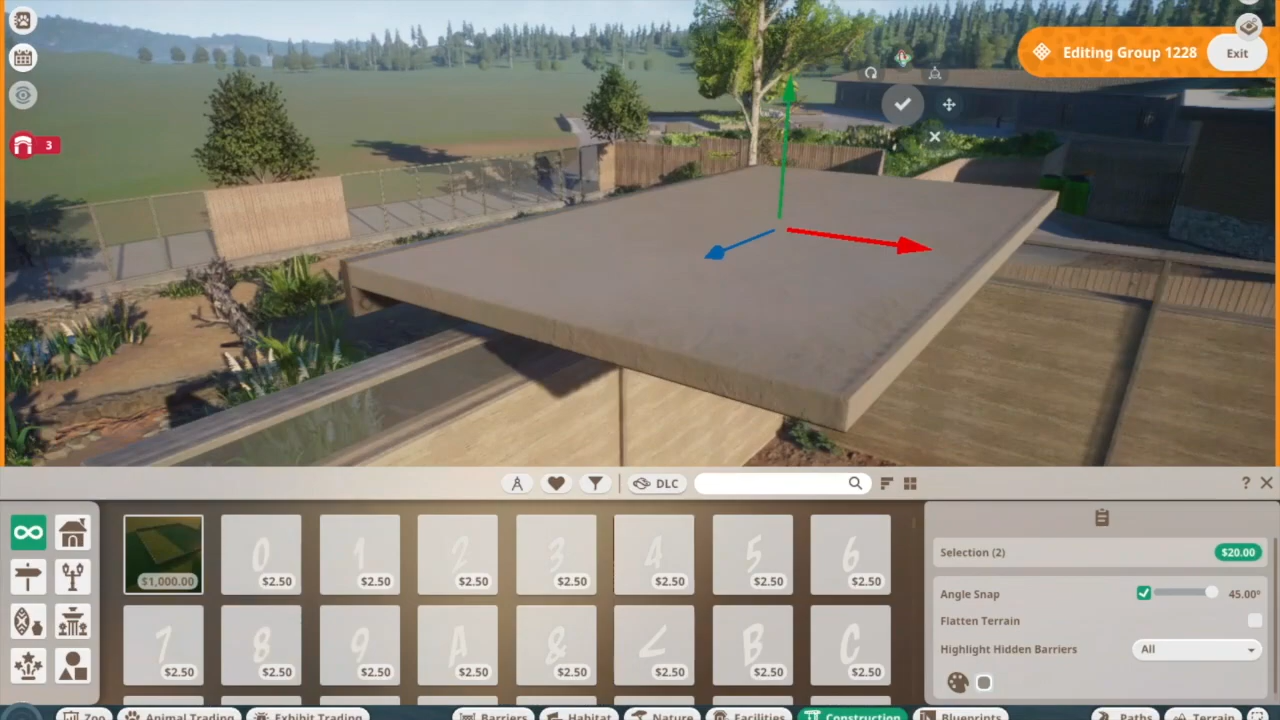 Editing Group 1228
Exit
3
DLC
?
$1,000.00
0
$2.50
1
$2.50
2
$2.50
3
$2.50
4
$2.50
5
$2.50
6
$2.50
7
$2.50
8
$2.50
9
$2.50
A
$2.50
&
$2.50
<
$2.50
B
$2.50
C
$2.50
Selection (2)
$20.00
Angle Snap
45.00°
Flatten Terrain
Highlight Hidden Barriers
All
Zoo
Animal Trading
Exhibit Trading
Barriers
Habitat
Nature
Facilities
Construction
Blueprints
Paths
Terrain